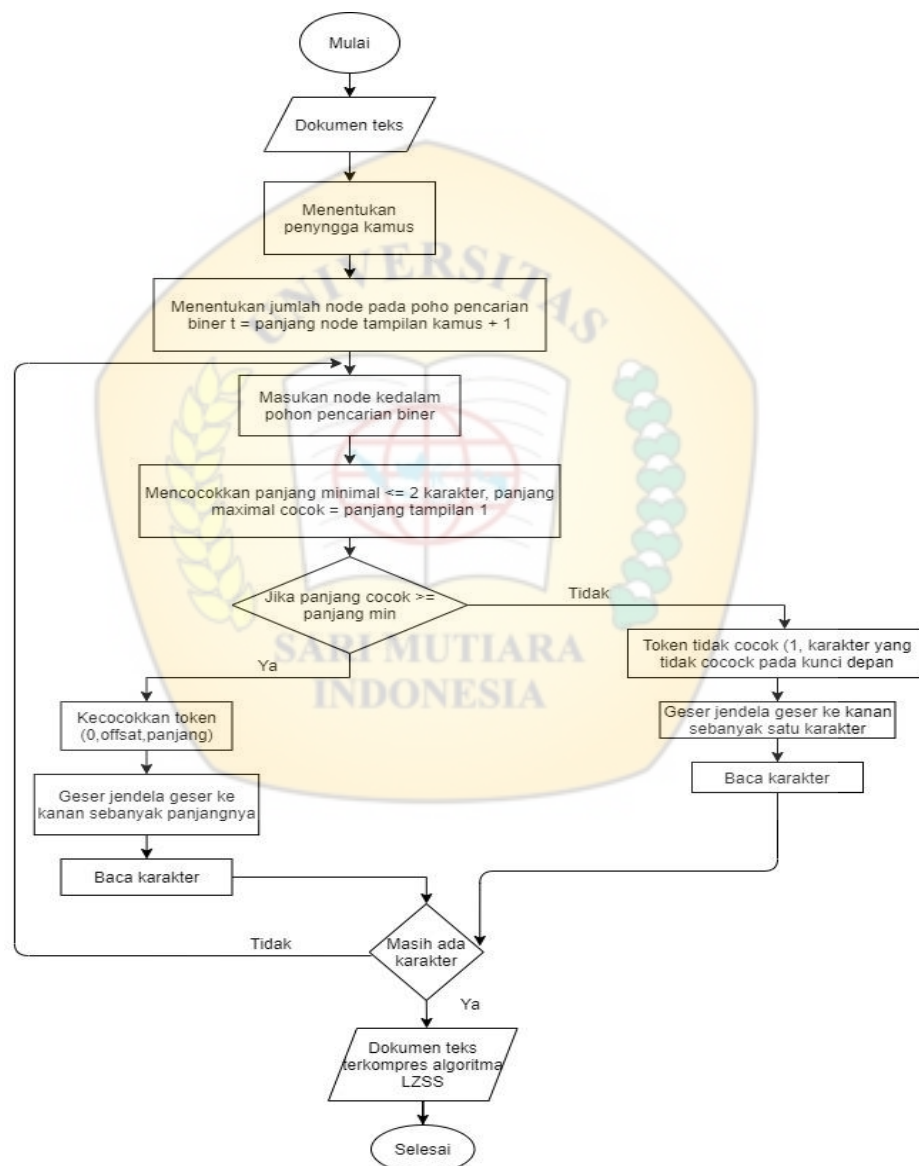 Mulai
Dokumen teks
Menentukan
penyngga kamus
UNIVERSITAS
Menentukan jumlah node pada poho pencarian
biner t = panjang node tampilan kamus + 1
Masukan node kedalam
pohon pencarian biner
Mencocokkan panjang minimal <= 2 karakter, panjang
maximal cocok = panjang tampilan 1
Jika panjang cocok >=
panjang min
Tidak
Ya
SARI MUTIARA
INDONESIA
Token tidak cocok (1, karakter yang
tidak cocock pada kunci depan
Kecocokkan token
(0,offsat,panjang)
Geser jendela geser ke kanan
sebanyak satu karakter
Geser jendela geser ke
kanan sebanyak panjangnya
Baca karakter
Baca karakter
Masih ada
karakter
Tidak
Ya
Dokumen teks
terkompres algoritma
LZSS
Selesai